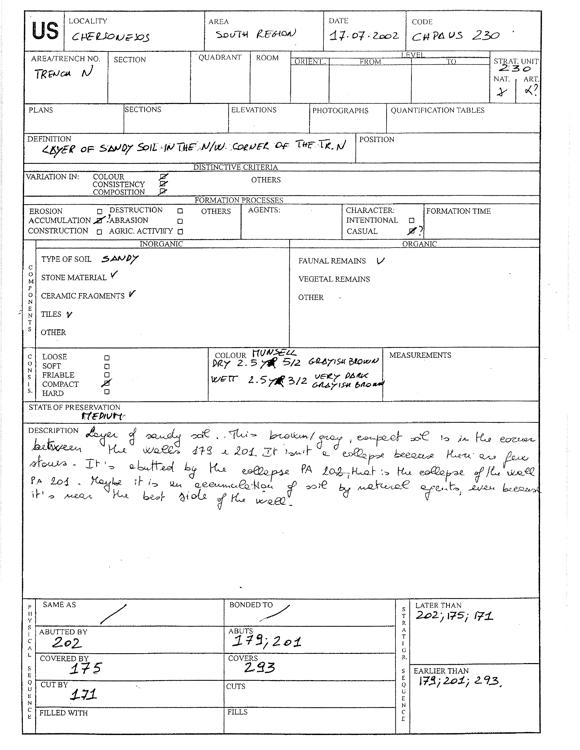 US
LOCALITY
CHERSONESOS
AREA
SOUTH REGION
DATE
17.07.2002
CODE
CHPAUS 230
AREA/TRENCH NO.
TRENCH N
SECTION
QUADRANT
ROOM
LEVEL
ORIENT.
FROM
TO
STRAT. UNIT
230
NAT.
ART.
PLANS
SECTIONS
ELEVATIONS
PHOTOGRAPHS
QUANTIFICATION TABLES
DEFINITION
LAYER OF SANDY SOIL IN THE N/W CORNER OF THE TR. N
POSITION
DISTINCTIVE CRITERIA
VARIATION IN:
COLOUR
CONSISTENCY
COMPOSITION
OTHERS
FORMATION PROCESSES
EROSION
DESTRUCTION
ACCUMULATION
ABRASION
CONSTRUCTION
AGRIC. ACTIVITY
OTHERS
AGENTS:
CHARACTER:
INTENTIONAL
CASUAL
?
FORMATION TIME
COMPONENTS
INORGANIC
TYPE OF SOIL SANDY
STONE MATERIAL ✓
CERAMIC FRAGMENTS ✓
TILES ✓
OTHER
ORGANIC
FAUNAL REMAINS ✓
VEGETAL REMAINS
OTHER
CONSIS.
LOOSE
SOFT
FRIABLE
COMPACT
HARD
COLOUR MUNSELL
DRY 2.5 Y 5/2 GRAYISH BROWN
WETT 2.5 Y 3/2 VERY DARK GRAYISH BROWN
MEASUREMENTS
STATE OF PRESERVATION
MEDIUM
DESCRIPTION Layer of sandy soil. This brown/gray, compact soil is in the corner
between the walls 179 e 201. It isn't a collapse because there are few
stones. It's abutted by the collapse PA 202, that is the collapse of the wall
PA 201. Maybe it is an accumulation of soil by natural agents, even because
it's near the best side of the wall.
PHYSICAL SEQUENCE
SAME AS
BONDED TO
ABUTTED BY
202
ABUTS
179; 201
COVERED BY
175
COVERS
293
CUT BY
171
CUTS
FILLED WITH
FILLS
STRATIGR. SEQUENCE
LATER THAN
202; 175; 171
EARLIER THAN
179; 201; 293.